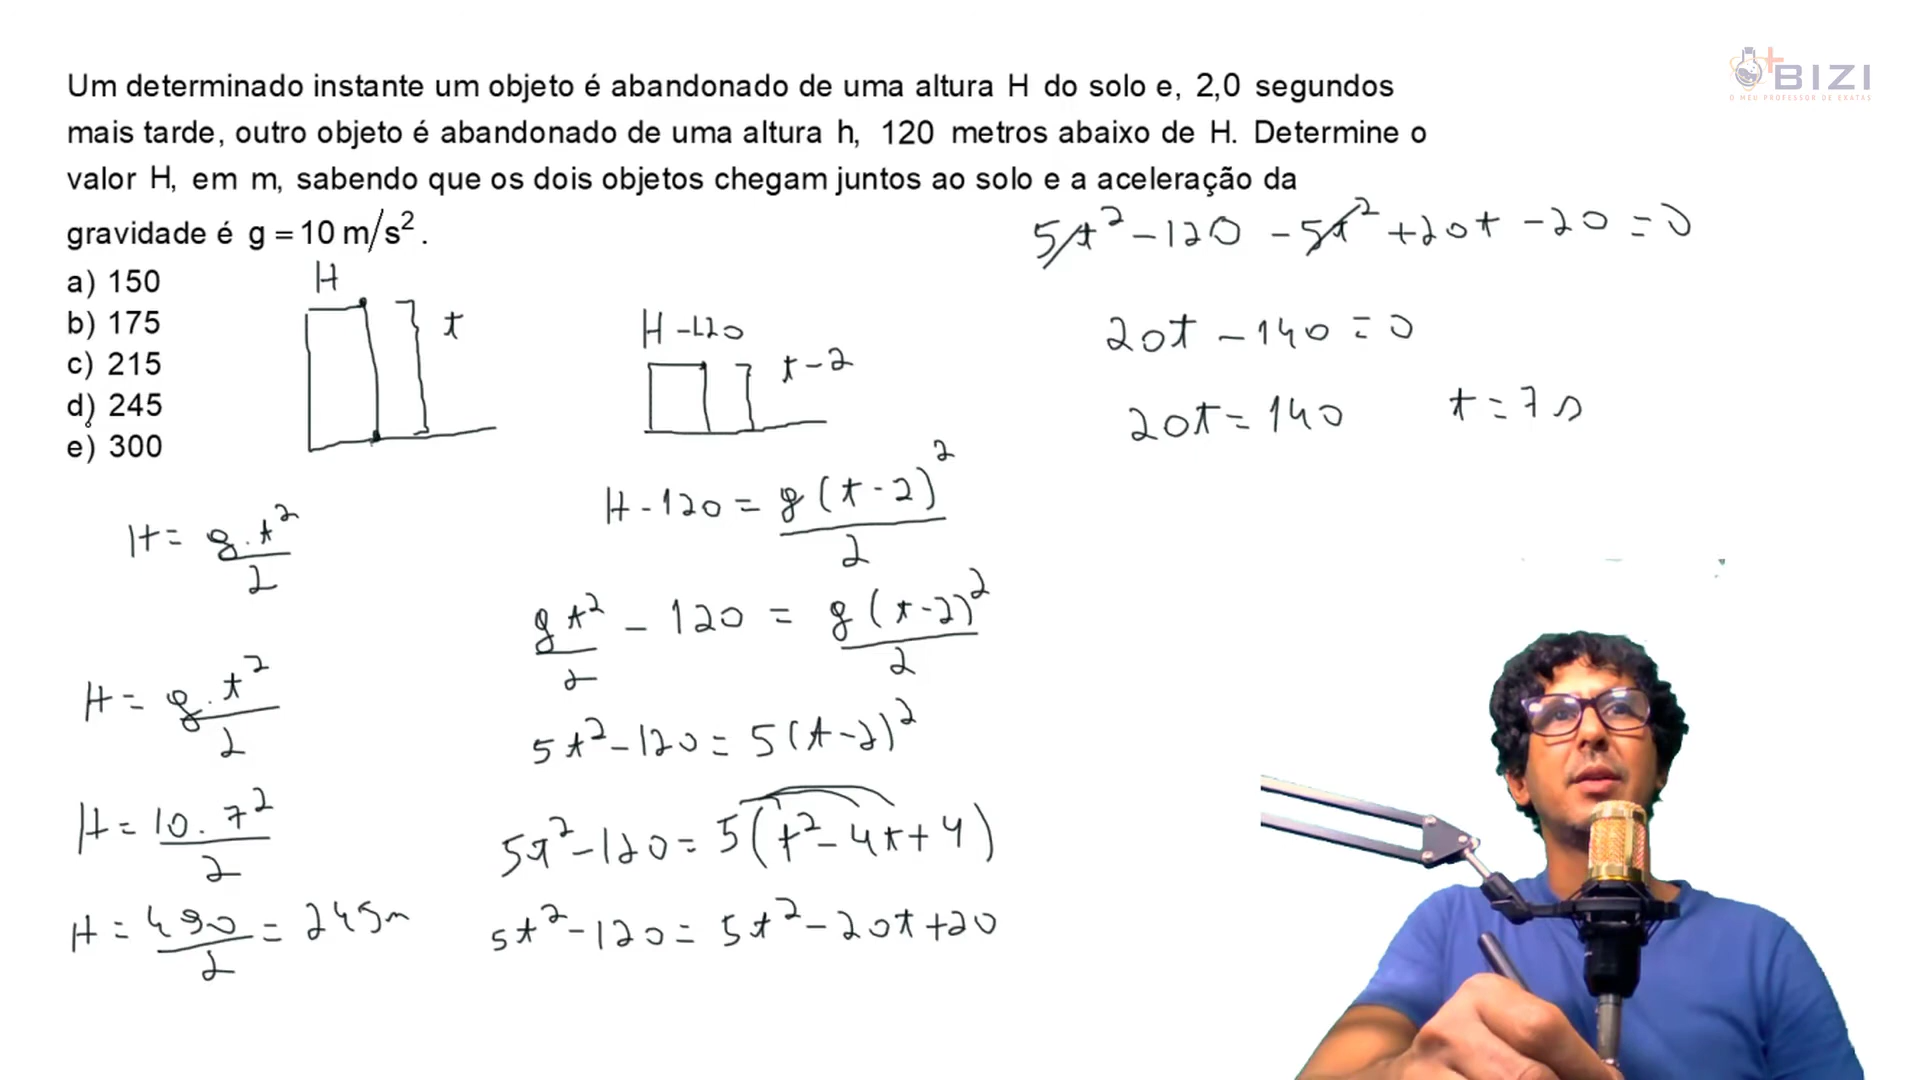 BIZI
O MEU PROFESSOR DE EXATAS
Um determinado instante um objeto é abandonado de uma altura H do solo e, 2,0 segundos
mais tarde, outro objeto é abandonado de uma altura h, 120 metros abaixo de H. Determine o
valor H, em m, sabendo que os dois objetos chegam juntos ao solo e a aceleração da
gravidade é g = 10 m/s².
a) 150
b) 175
c) 215
d) 245
e) 300
H
t
H - 120
t - 2
H = g.t²/2
H = g.t²/2
H = 10.7²/2
H = 490/2 = 245m
H - 120 = g(t - 2)²/2
gt²/2 - 120 = g(t - 2)²/2
5t² - 120 = 5(t - 2)²
5t² - 120 = 5(t² - 4t + 4)
5t² - 120 = 5t² - 20t + 20
5t² - 120 - 5t² + 20t - 20 = 0
20t - 140 = 0
20t = 140 t = 7s